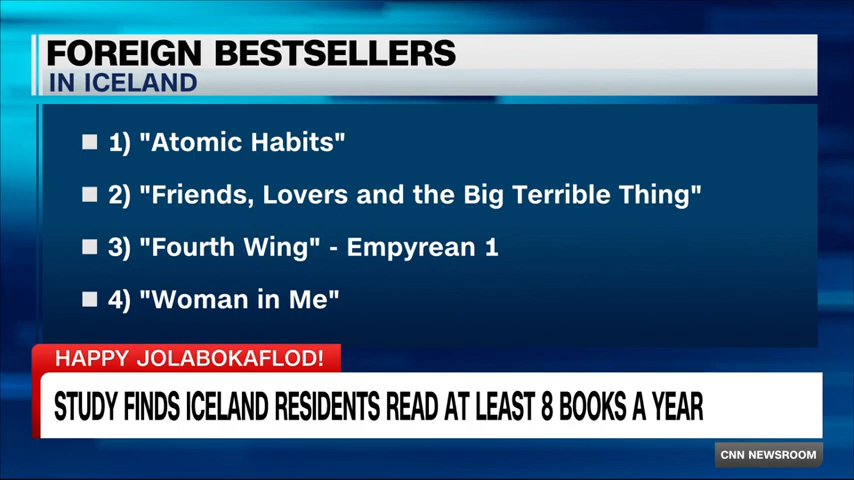 FOREIGN BESTSELLERS
IN ICELAND
1) "Atomic Habits"
2) "Friends, Lovers and the Big Terrible Thing"
3) "Fourth Wing" - Empyrean 1
4) "Woman in Me"
HAPPY JOLABOKAFLOD!
STUDY FINDS ICELAND RESIDENTS READ AT LEAST 8 BOOKS A YEAR
CNN NEWSROOM